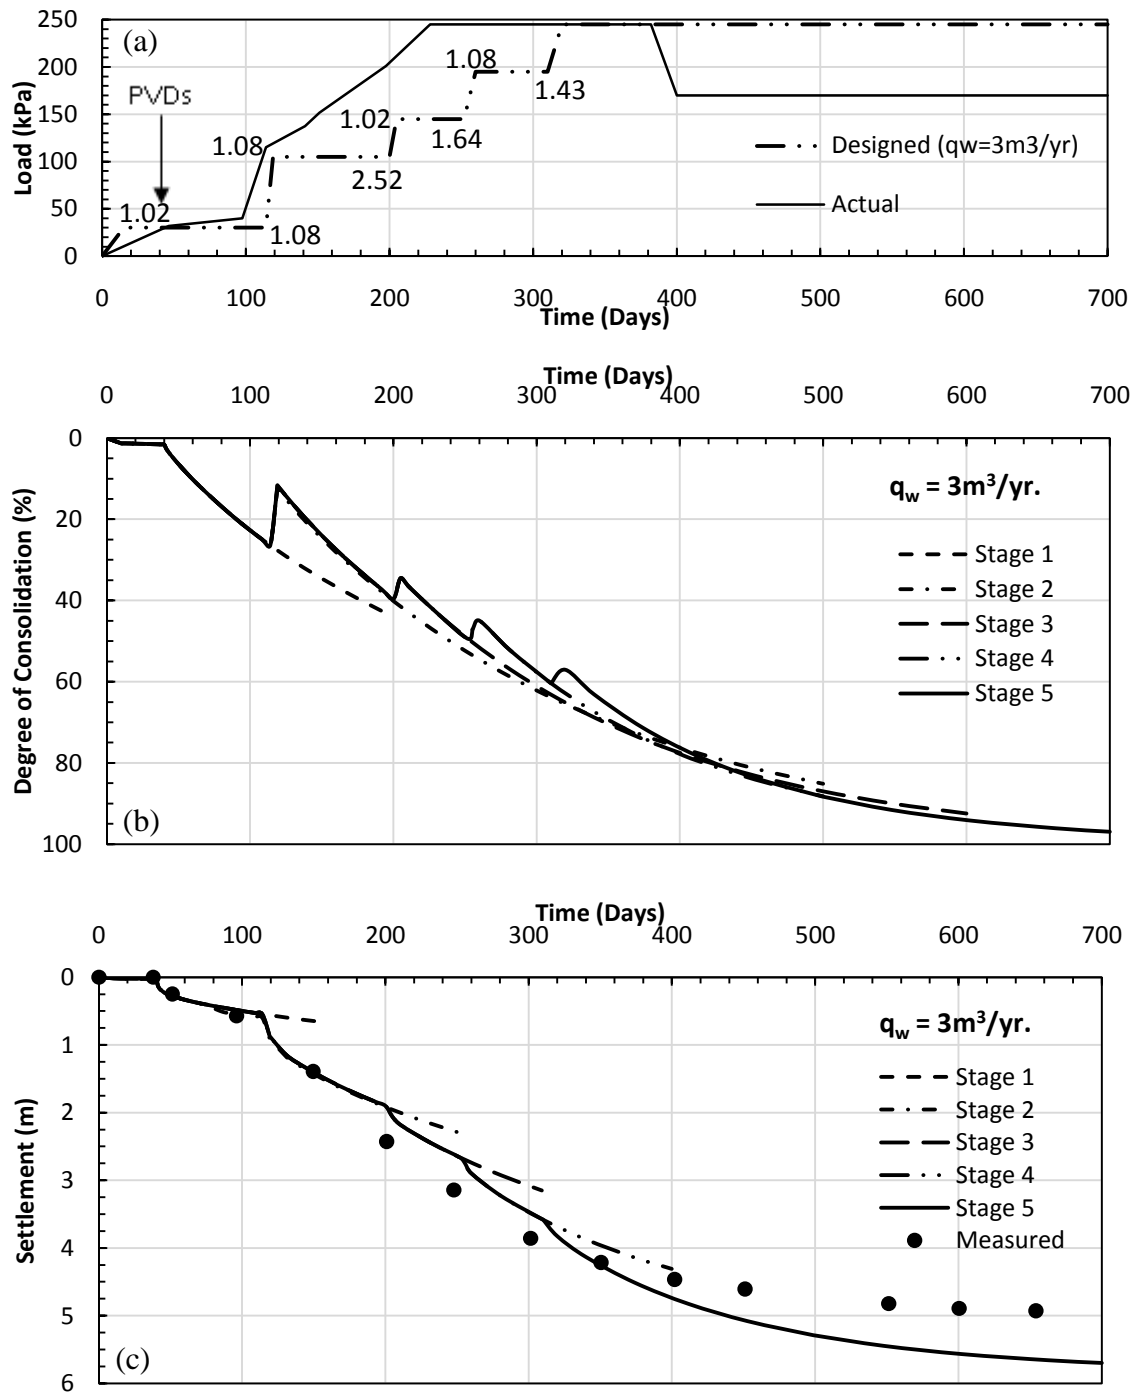 (a)
250
200
150
100
50
0
Load (kPa)
PVDs
1.02
1.08
1.08
2.52
1.02
1.64
1.08
1.43
Designed (qw=3m3/yr)
Actual
0 100 200 300 400 500 600 700
Time (Days)
Time (Days)
0 100 200 300 400 500 600 700
0
20
40
60
80
100
Degree of Consolidation (%)
qw = 3m³/yr.
Stage 1
Stage 2
Stage 3
Stage 4
Stage 5
(b)
Time (Days)
0 100 200 300 400 500 600 700
0
1
2
3
4
5
6
Settlement (m)
qw = 3m³/yr.
Stage 1
Stage 2
Stage 3
Stage 4
Stage 5
Measured
(c)